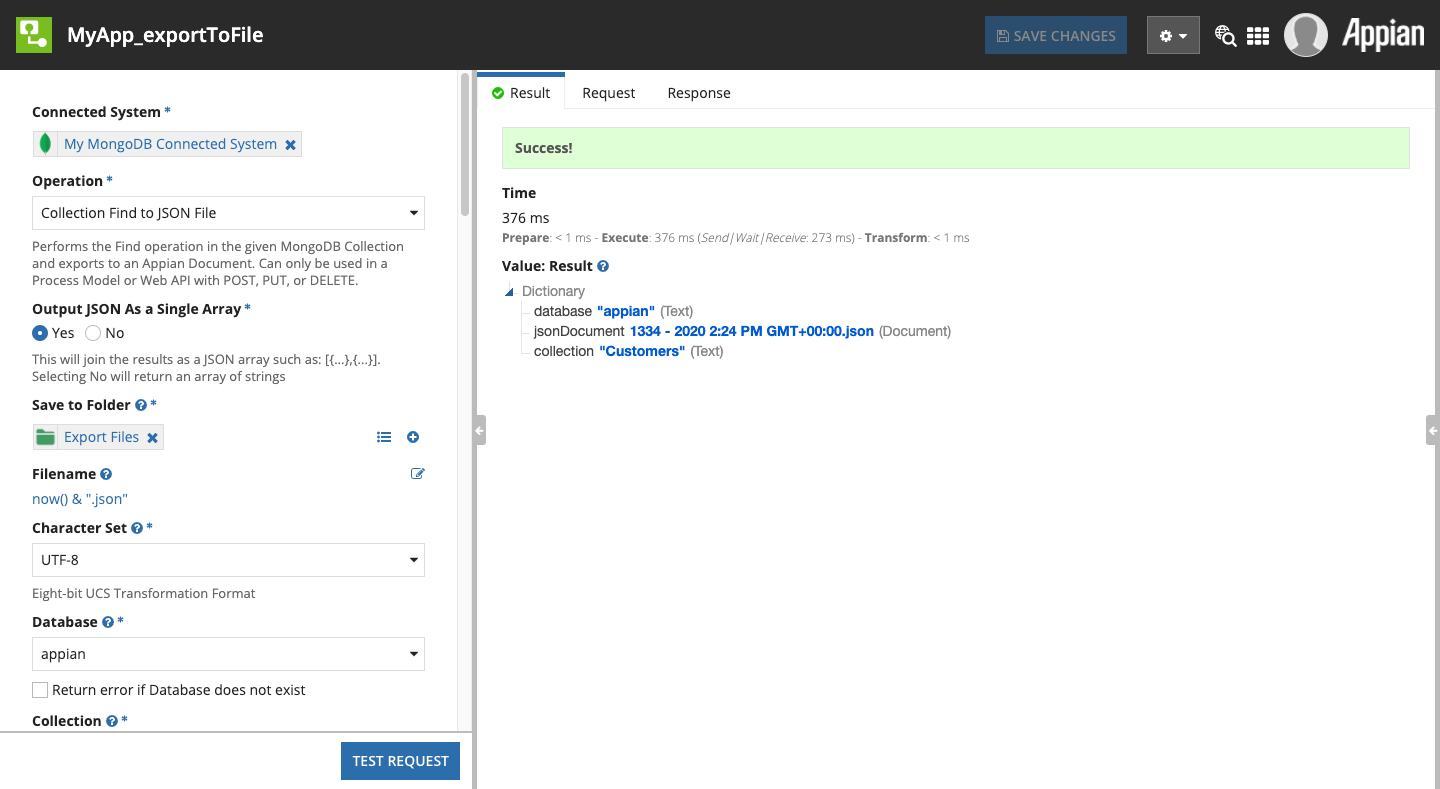 MyApp_exportToFile
SAVE CHANGES
Appian
Connected System *
My MongoDB Connected System
Operation *
Collection Find to JSON File
Performs the Find operation in the given MongoDB Collection
and exports to an Appian Document. Can only be used in a
Process Model or Web API with POST, PUT, or DELETE.
Output JSON As a Single Array *
Yes No
This will join the results as a JSON array such as: [{...},{...}].
Selecting No will return an array of strings
Save to Folder *
Export Files
Filename
now() & ".json"
Character Set *
UTF-8
Eight-bit UCS Transformation Format
Database *
appian
Return error if Database does not exist
Collection *
TEST REQUEST
Result Request Response
Success!
Time
376 ms
Prepare: < 1 ms - Execute: 376 ms (Send|Wait|Receive: 273 ms) - Transform: < 1 ms
Value: Result
Dictionary
database "appian" (Text)
jsonDocument 1334 - 2020 2:24 PM GMT+00:00.json (Document)
collection "Customers" (Text)